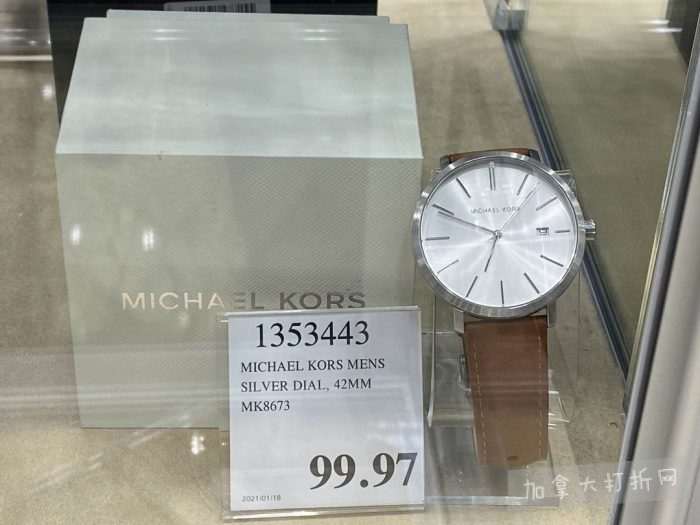 MICHAEL KORS
MICHAEL KORS
1353443
MICHAEL KORS MENS
SILVER DIAL, 42MM
MK8673
99.97
2021/01/18
加拿大打折网